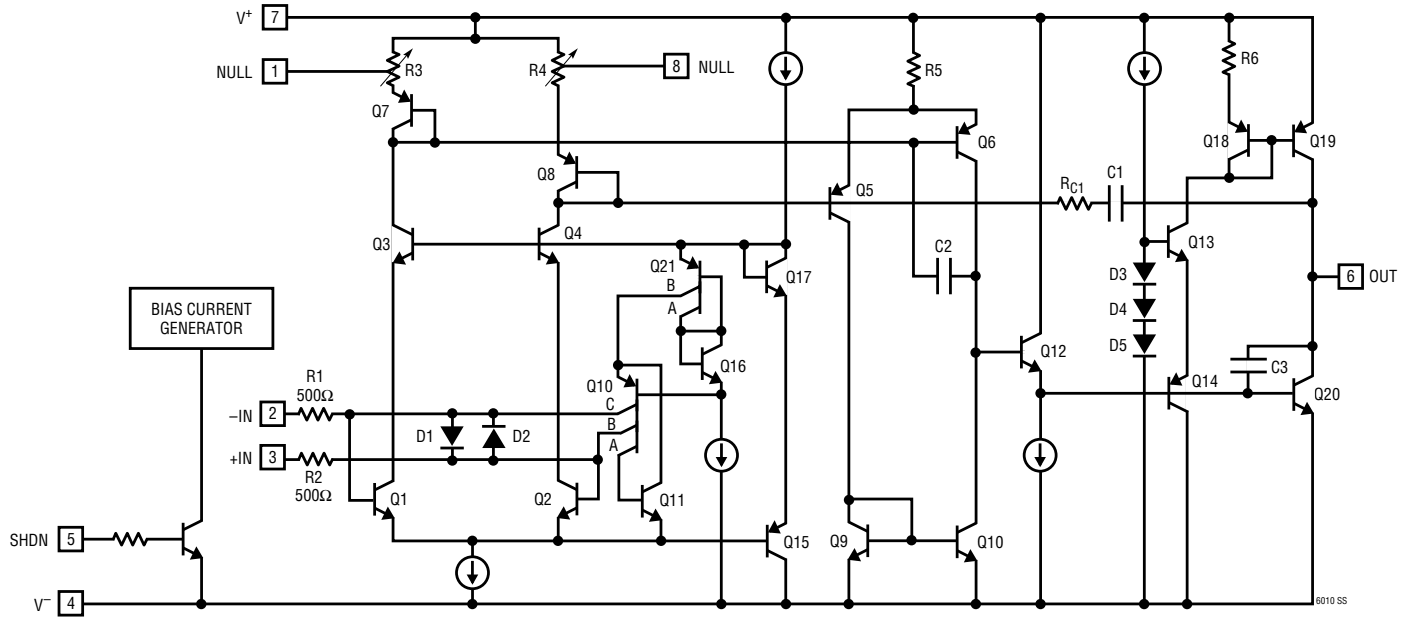 V+ 7
R3
R4
R5
R6
NULL 1
8 NULL
Q7
Q6
Q18
Q19
Q8
Q5
RC1
C1
Q3
Q4
Q21
B
A
Q17
C2
Q13
D3
6 OUT
D4
BIAS CURRENT
GENERATOR
D5
Q16
Q12
C3
Q10
Q14
Q20
R1
500Ω
–IN 2
C
B
A
D1
D2
+IN 3
R2
500Ω
Q1
Q2
Q11
SHDN 5
Q15
Q9
Q10
V– 4
6010 SS